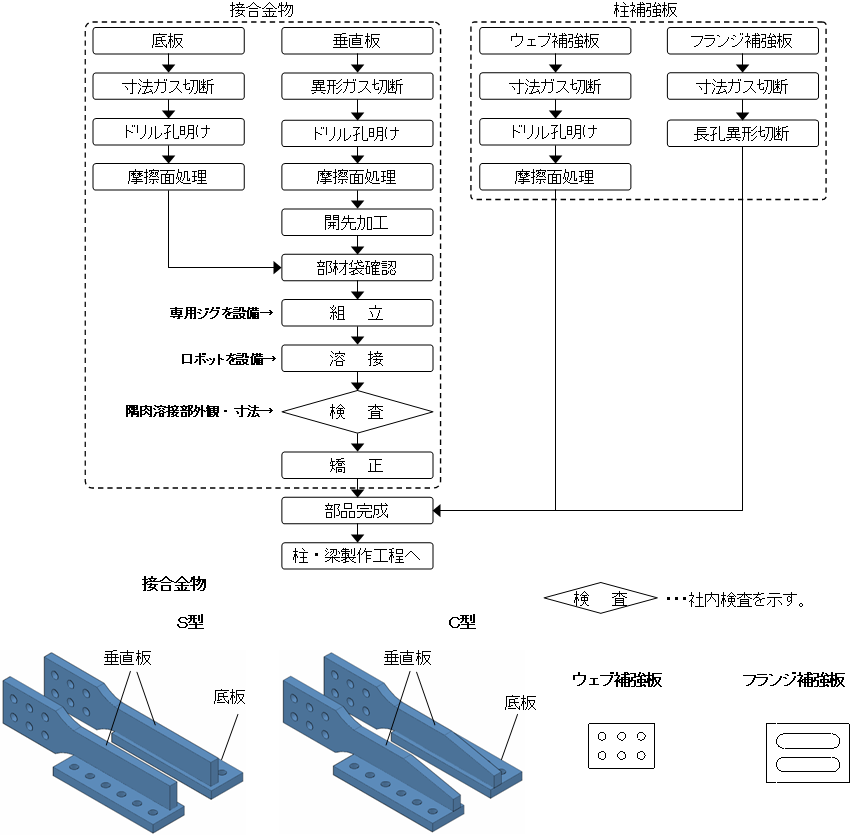 接合金物
柱補強板
底板
垂直板
ウェブ補強板
フランジ補強板
寸法ガス切断
異形ガス切断
寸法ガス切断
寸法ガス切断
ドリル孔明け
ドリル孔明け
ドリル孔明け
長孔異形切断
摩擦面処理
摩擦面処理
摩擦面処理
開先加工
部材袋確認
専用ジグを設備→
組 立
ロボットを設備→
溶 接
隅肉溶接部外観・寸法→
検 査
矯 正
部品完成
柱・梁製作工程へ
接合金物
検 査
・・・社内検査を示す。
S型
C型
垂直板
底板
垂直板
底板
ウェブ補強板
フランジ補強板